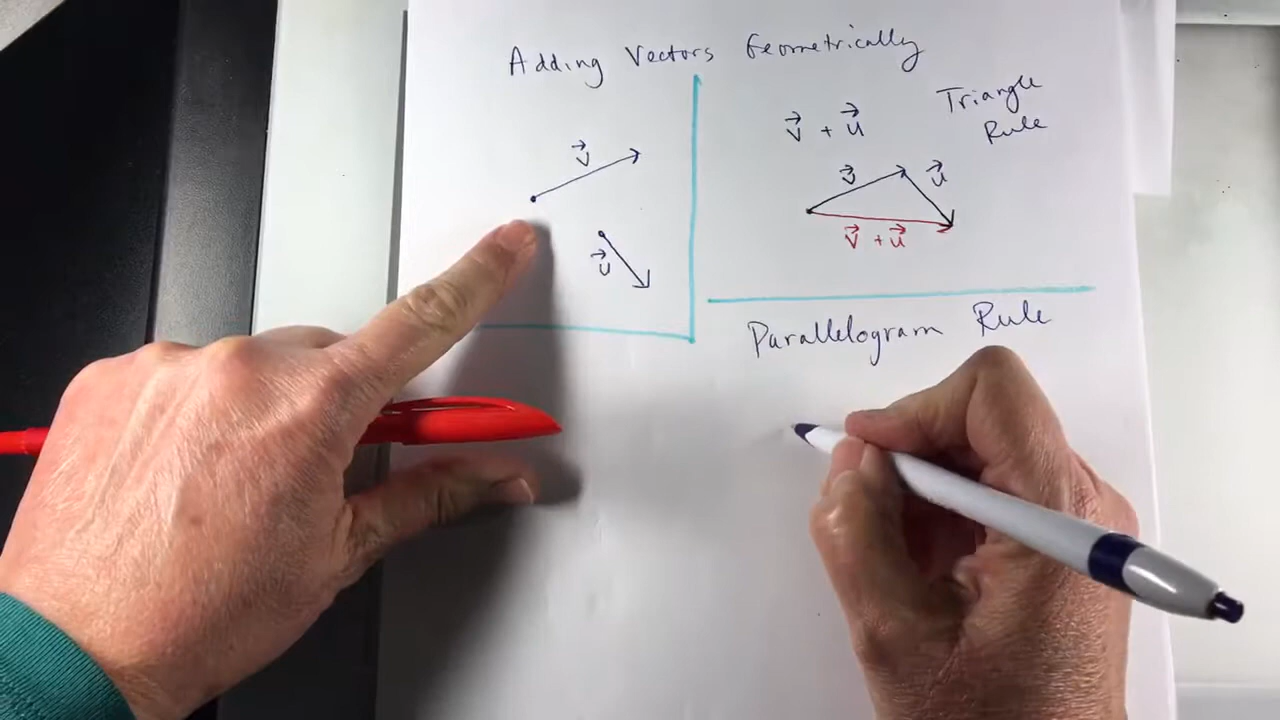 Adding Vectors Geometrically
v⃗
u⃗
v⃗ + u⃗
Triangle
Rule
v⃗ u⃗
v⃗ + u⃗
Parallelogram Rule